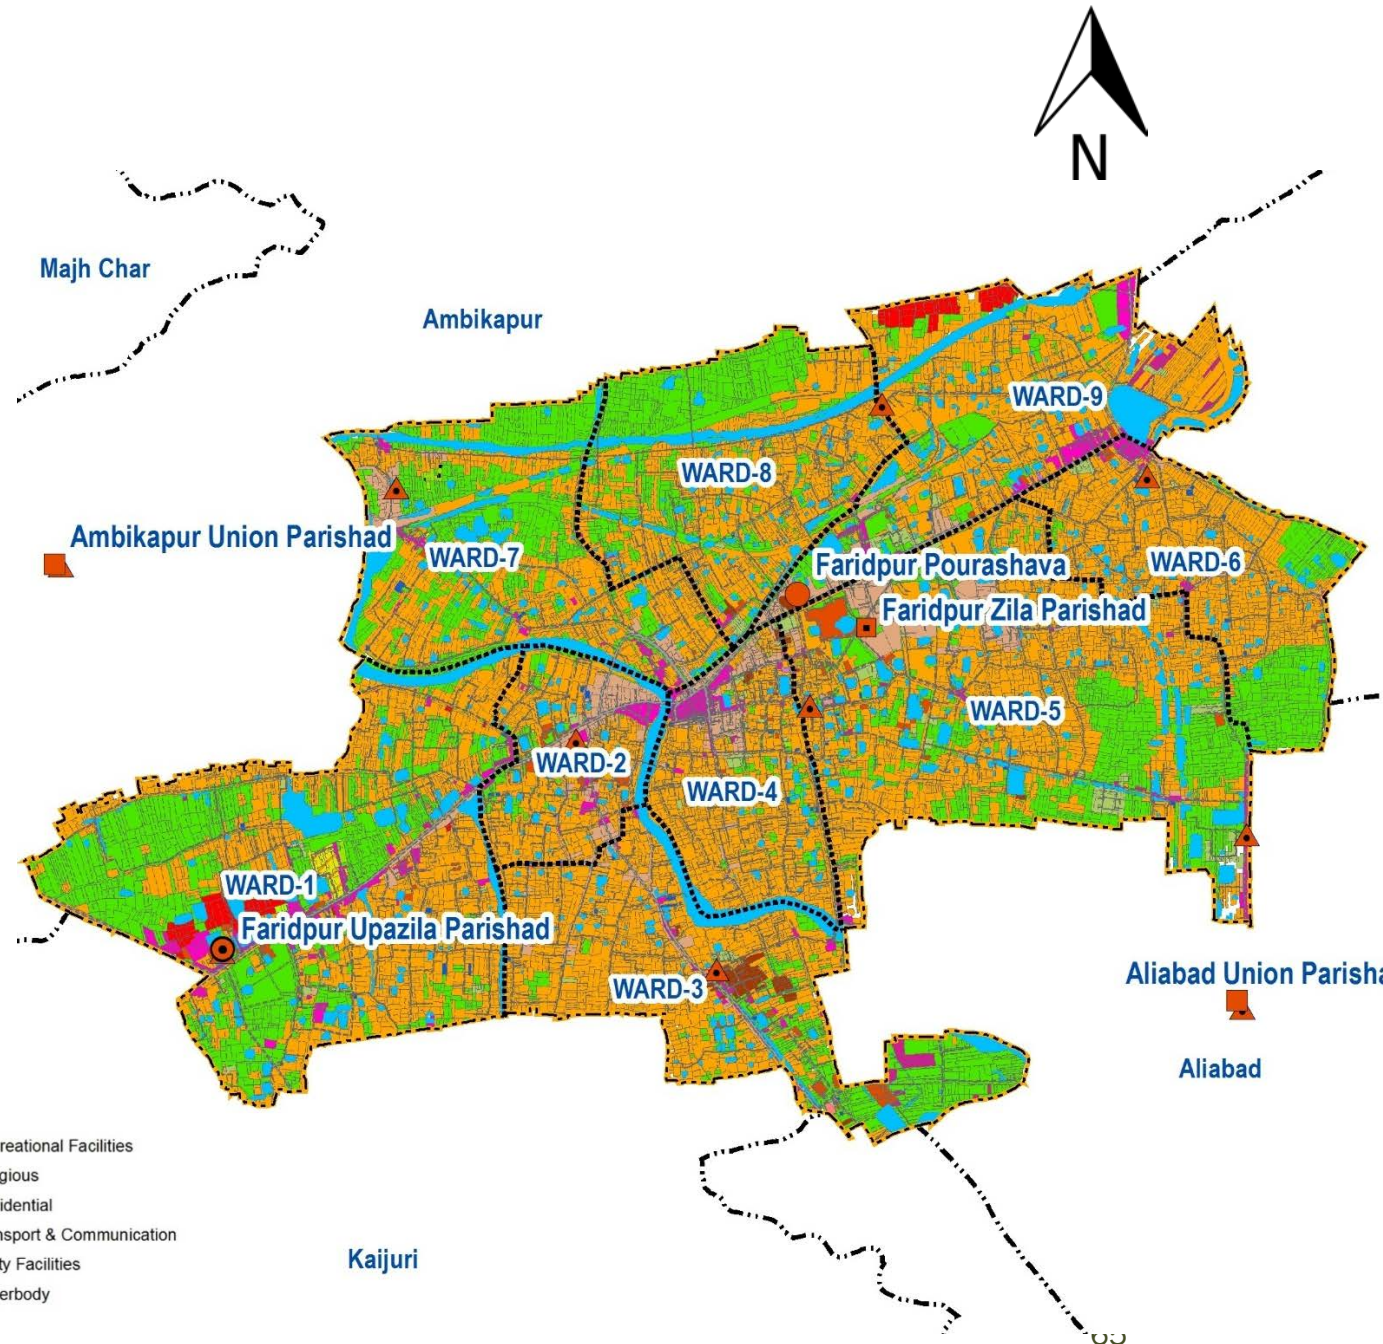 N
Majh Char
Ambikapur
WARD-9
WARD-8
Ambikapur Union Parishad
WARD-7
Faridpur Pourashava
WARD-6
Faridpur Zila Parishad
WARD-5
WARD-2
WARD-4
WARD-1
Faridpur Upazila Parishad
WARD-3
Aliabad Union Parisha
Aliabad
reational Facilities
gious
idential
nsport & Communication
ty Facilities
erbody
Kaijuri
65